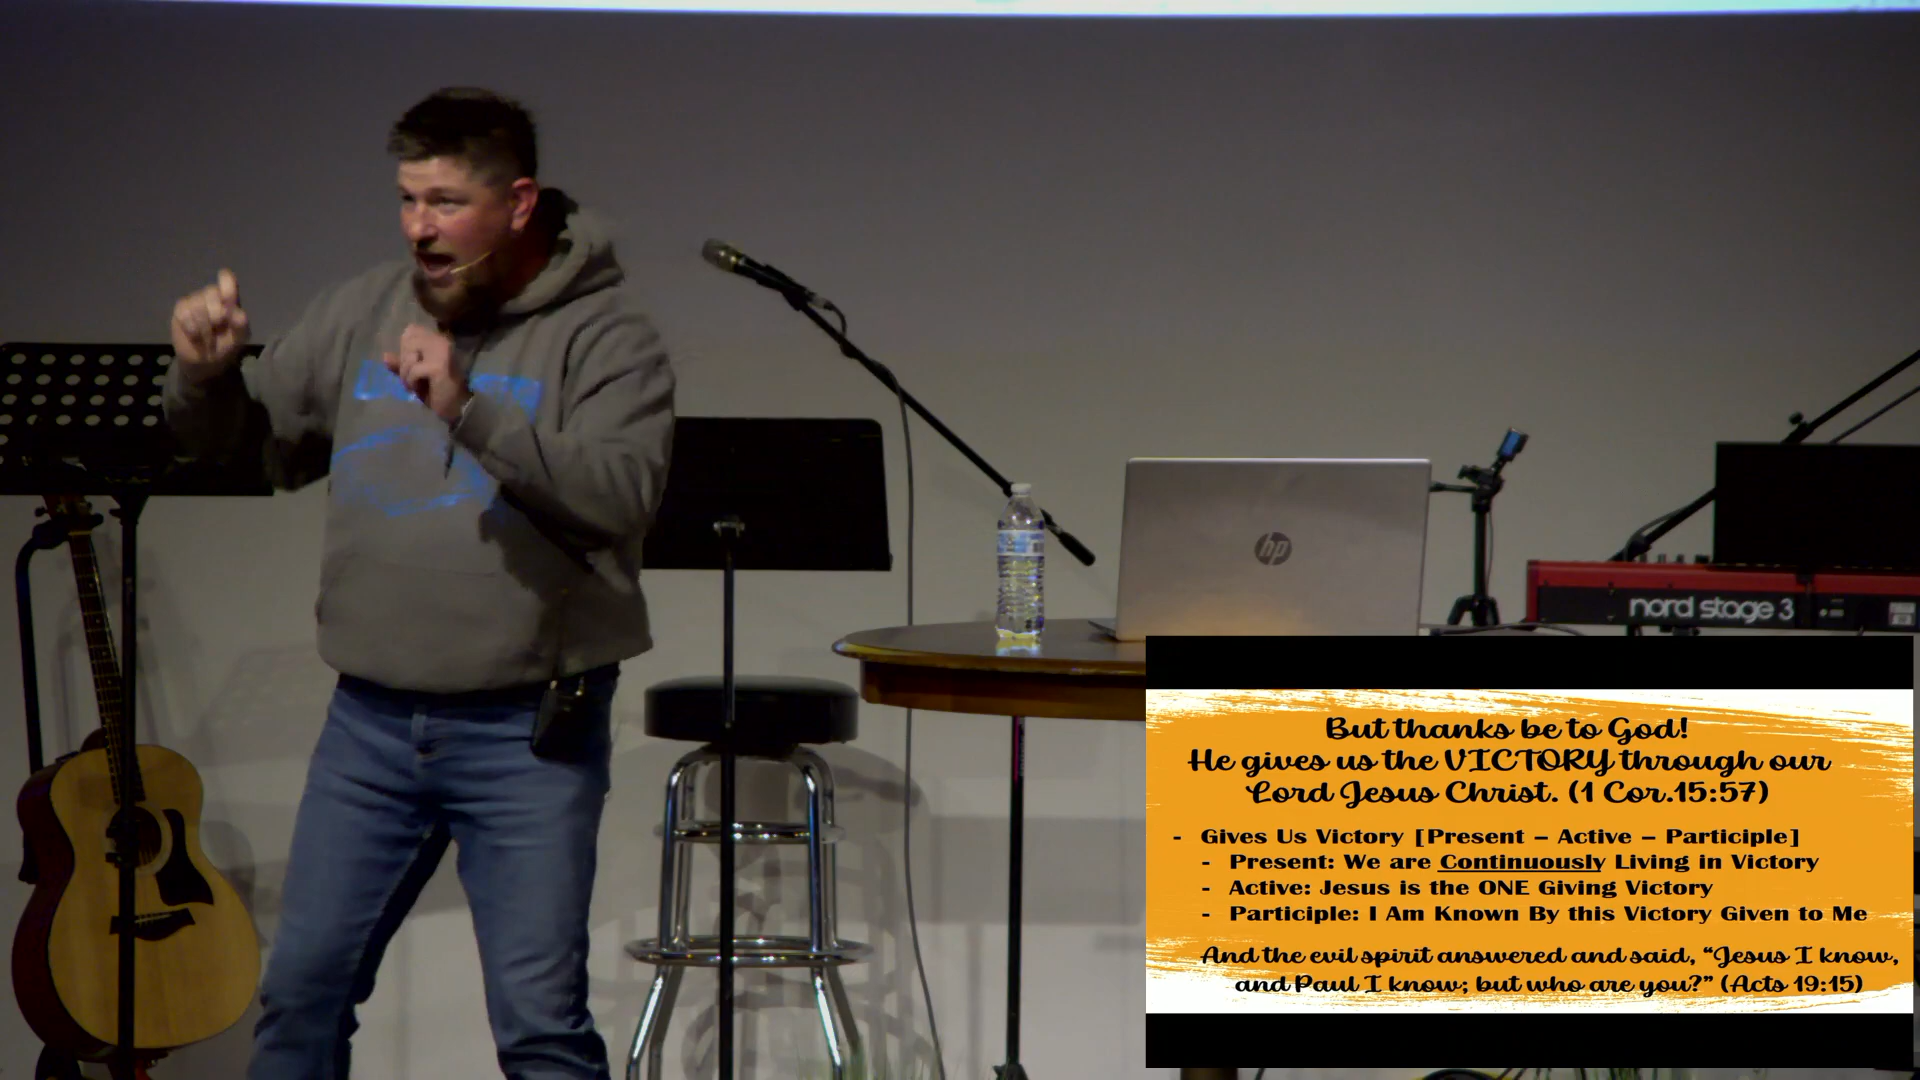 hp
nord stage 3
But thanks be to God!
He gives us the VICTORY through our
Lord Jesus Christ. (1 Cor.15:57)
- Gives Us Victory [Present – Active – Participle]
- Present: We are Continuously Living in Victory
- Active: Jesus is the ONE Giving Victory
- Participle: I Am Known By this Victory Given to Me
And the evil spirit answered and said, “Jesus I know,
and Paul I know; but who are you?” (Acts 19:15)